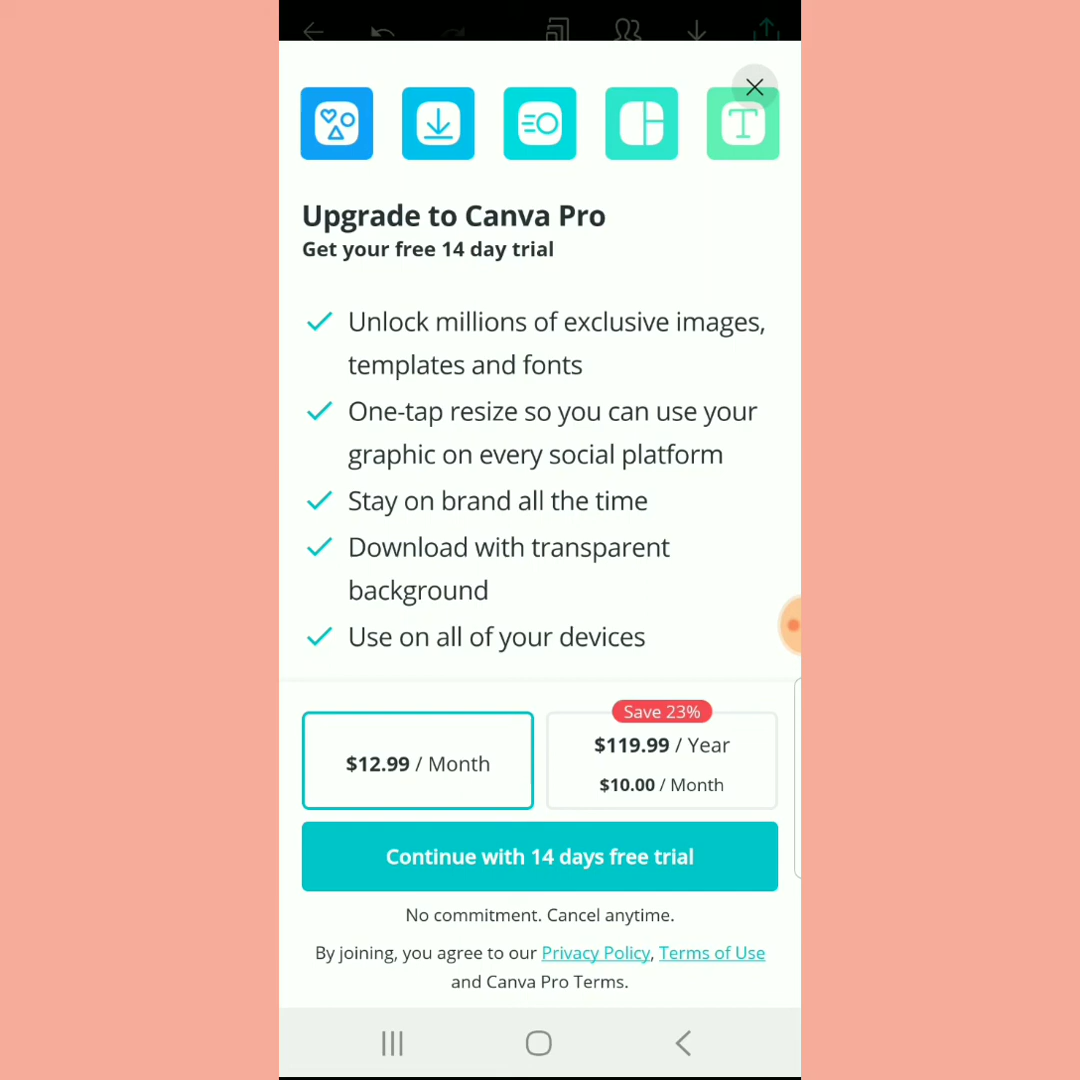 T
Upgrade to Canva Pro
Get your free 14 day trial
Unlock millions of exclusive images,
templates and fonts
One-tap resize so you can use your
graphic on every social platform
Stay on brand all the time
Download with transparent
background
Use on all of your devices
Save 23%
$12.99 / Month
$119.99 / Year
$10.00 / Month
Continue with 14 days free trial
No commitment. Cancel anytime.
By joining, you agree to our Privacy Policy, Terms of Use
and Canva Pro Terms.